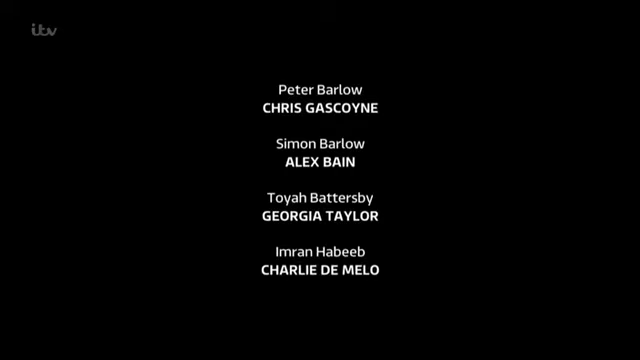 itv
Peter Barlow
CHRIS GASCOYNE
Simon Barlow
ALEX BAIN
Toyah Battersby
GEORGIA TAYLOR
Imran Habeeb
CHARLIE DE MELO